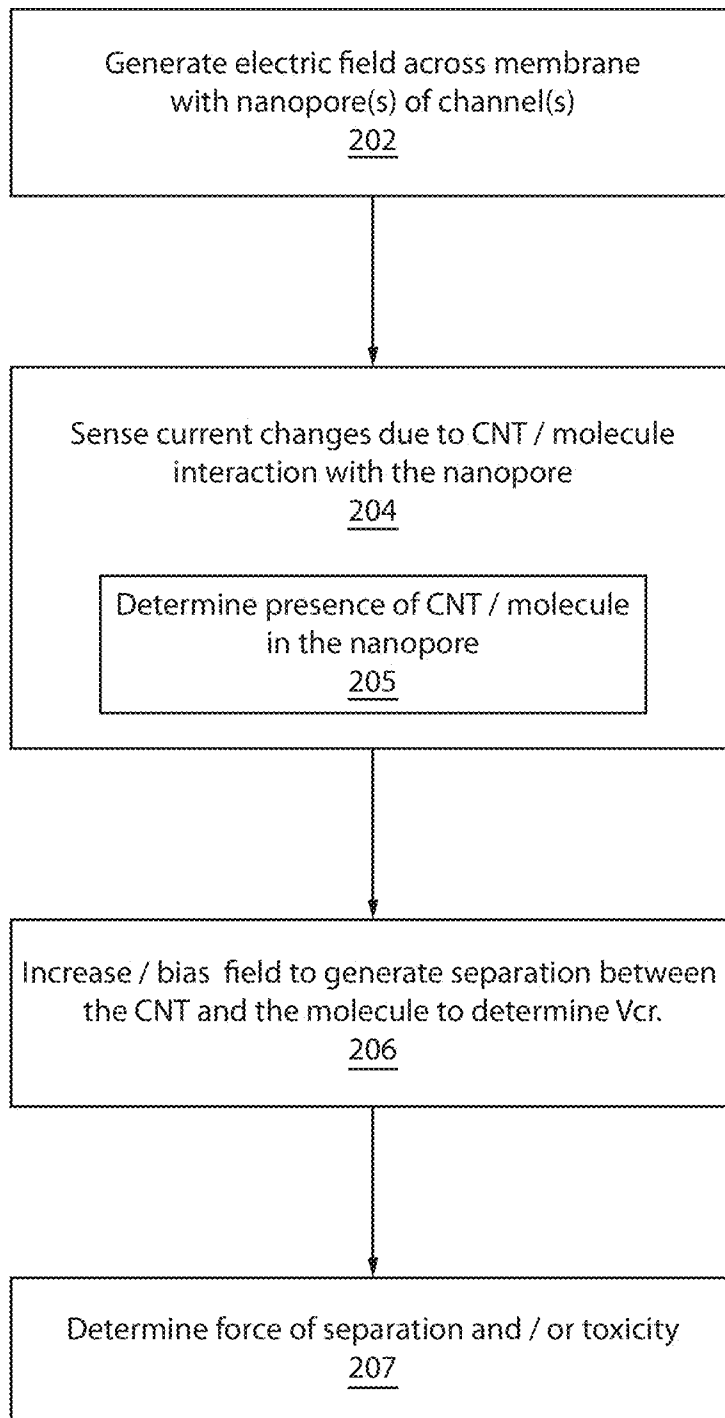 Generate electric field across membrane
with nanopore(s) of channel(s)
202
Sense current changes due to CNT / molecule
interaction with the nanopore
204
Determine presence of CNT / molecule
in the nanopore
205
Increase / bias field to generate separation between
the CNT and the molecule to determine Vcr.
206
Determine force of separation and / or toxicity
207